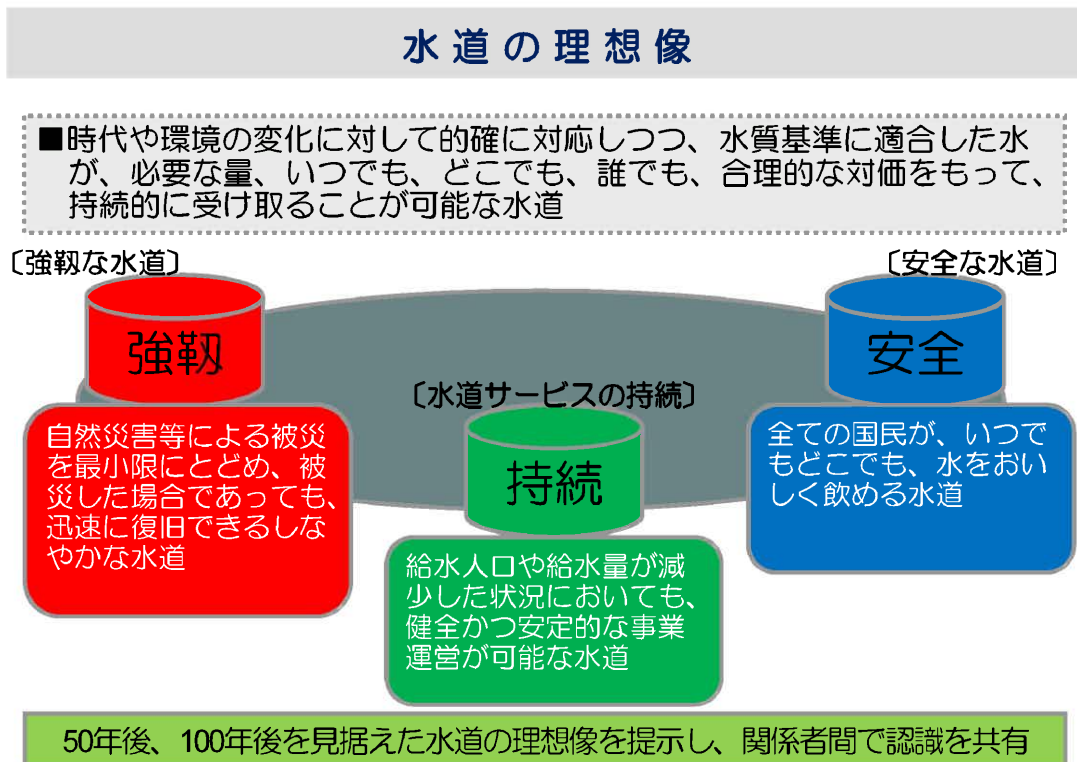 水道の理想像
■時代や環境の変化に対して的確に対応しつつ、水質基準に適合した水
が、必要な量、いつでも、どこでも、誰でも、合理的な対価をもって、
持続的に受け取ることが可能な水道
〔強靱な水道〕
強靱
自然災害等による被災
を最小限にとどめ、被
災した場合であっても、
迅速に復旧できるしな
やかな水道
〔水道サービスの持続〕
持続
給水人口や給水量が減
少した状況においても、
健全かつ安定的な事業
運営が可能な水道
〔安全な水道〕
安全
全ての国民が、いつで
もどこでも、水をおい
しく飲める水道
50年後、100年後を見据えた水道の理想像を提示し、関係者間で認識を共有